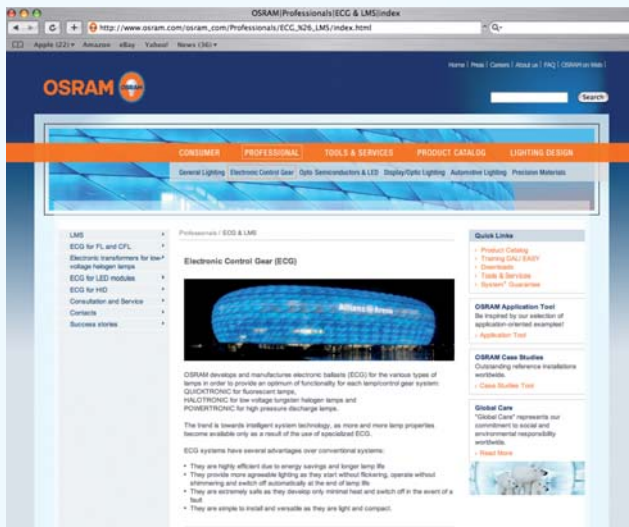 OSRAM|Professionals|ECG & LMS|index
http://www.osram.com/osram_com/Professionals/ECG_%26_LMS/index.html
Q-
Apple (22) Amazon eBay Yahoo! News (36)
Home | Press | Careers | About us | FAQ | OSRAM on Web |
OSRAM
OSRAM
Search
CONSUMER PROFESSIONAL TOOLS & SERVICES PRODUCT CATALOG LIGHTING DESIGN
General Lighting Electronic Control Gear Opto Semiconductors & LED Display/Optic Lighting Automotive Lighting Precision Materials
LMS
ECG for FL and CFL
Electronic transformers for low-
voltage halogen lamps
ECG for LED modules
ECG for HID
Consultation and Service
Contacts
Success stories
Professionals / ECG & LMS
Electronic Control Gear (ECG)
Allianz Arena
OSRAM develops and manufactures electronic ballasts (ECG) for the various types of
lamps in order to provide an optimum of functionality for each lamp/control gear system:
QUICKTRONIC for fluorescent lamps,
HALOTRONIC for low voltage tungsten halogen lamps and
POWERTRONIC for high pressure discharge lamps.
The trend is towards intelligent system technology, as more and more lamp properties
become available only as a result of the use of specialized ECG.
ECG systems have several advantages over conventional systems:
• They are highly efficient due to energy savings and longer lamp life
• They provide more agreeable lighting as they start without flickering, operate without
shimmering and switch off automatically at the end of lamp life
• They are extremely safe as they develop only minimal heat and switch off in the event of a
fault
• They are simple to install and versatile as they are light and compact.
Quick Links
Product Catalog
Training DALI EASY
Downloads
Tools & Services
System+ Guarantee
OSRAM Application Tool
Be inspired by our selection of
application-oriented examples!
Application Tool
OSRAM Case Studies
Outstanding reference installations
worldwide.
Case Studies Tool
Global Care
"Global Care" represents our
commitment to social and
environmental responsibility
worldwide.
Read More